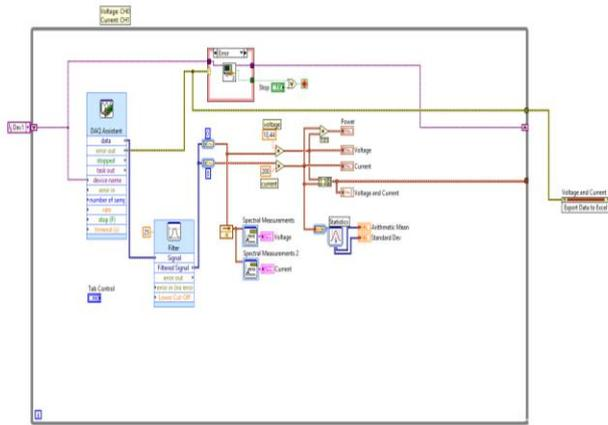 Voltage: CH0
Current: CH1
Error
Stop
Dev1
DAQ Assistant
data
error out
stopped
task out
device name
error in
number of samp
rate
stop (F)
timeout (s)
voltage
10,44
200
current
Power
Voltage
Current
Voltage and Current
Filter
Signal
Filtered Signal
error out
error in (no error
Lower Cut-Off
Spectral Measurements
Voltage
Spectral Measurements 2
Current
Statistics
Arithmetic Mean
Standard Dev
Tab Control
Voltage and Current
Export Data to Excel
i